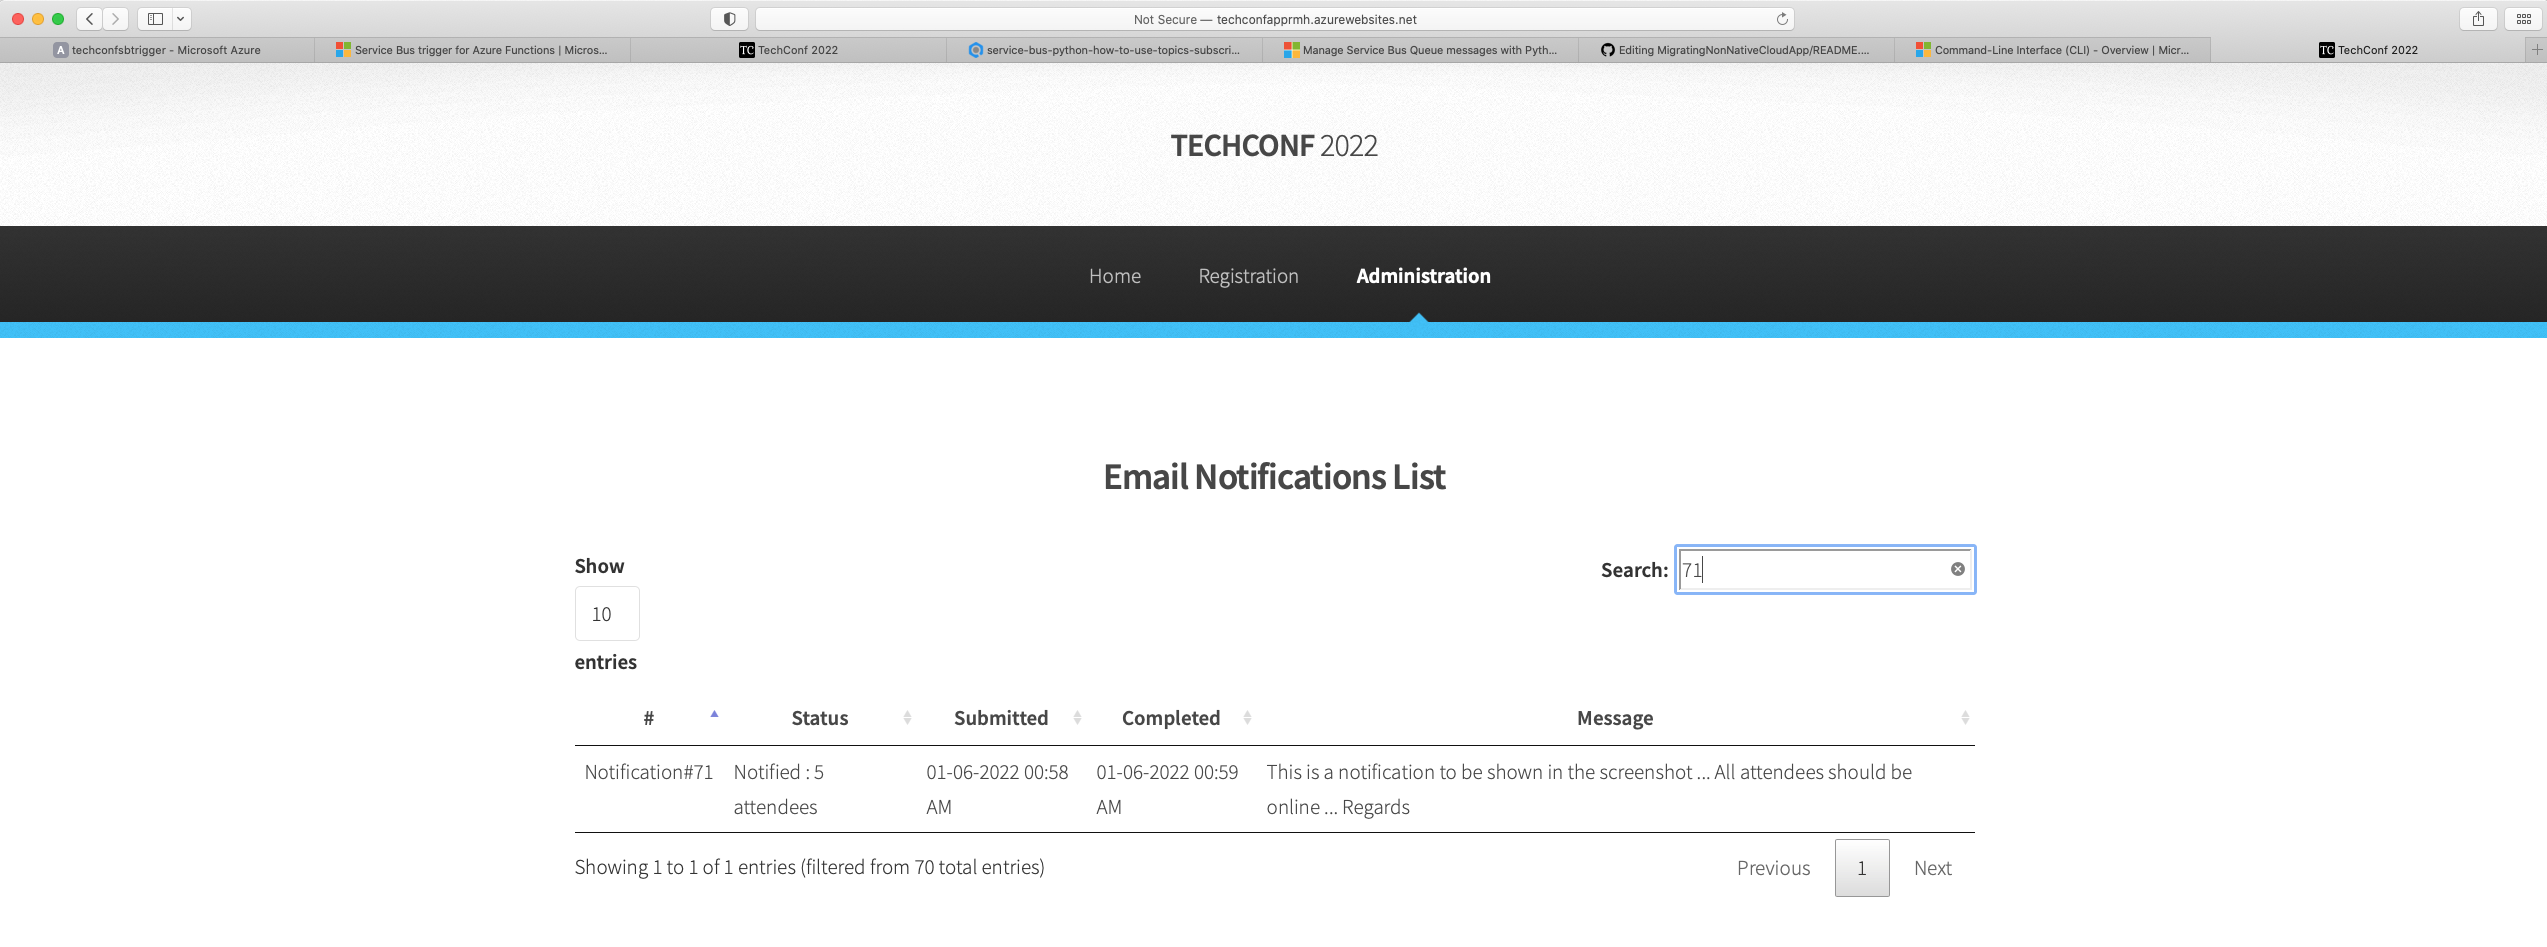 Not Secure — techconfapprmh.azurewebsites.net
A techconfsbtrigger - Microsoft Azure
Service Bus trigger for Azure Functions | Micros...
TC TechConf 2022
service-bus-python-how-to-use-topics-subscri...
Manage Service Bus Queue messages with Pyth...
Editing MigratingNonNativeCloudApp/README....
Command-Line Interface (CLI) - Overview | Micr...
TC TechConf 2022
TECHCONF 2022
Home Registration Administration
Email Notifications List
Show
10
entries
Search: 71
# Status Submitted Completed Message
Notification#71 Notified : 5 attendees 01-06-2022 00:58 AM 01-06-2022 00:59 AM This is a notification to be shown in the screenshot ... All attendees should be online ... Regards
Showing 1 to 1 of 1 entries (filtered from 70 total entries)
Previous 1 Next